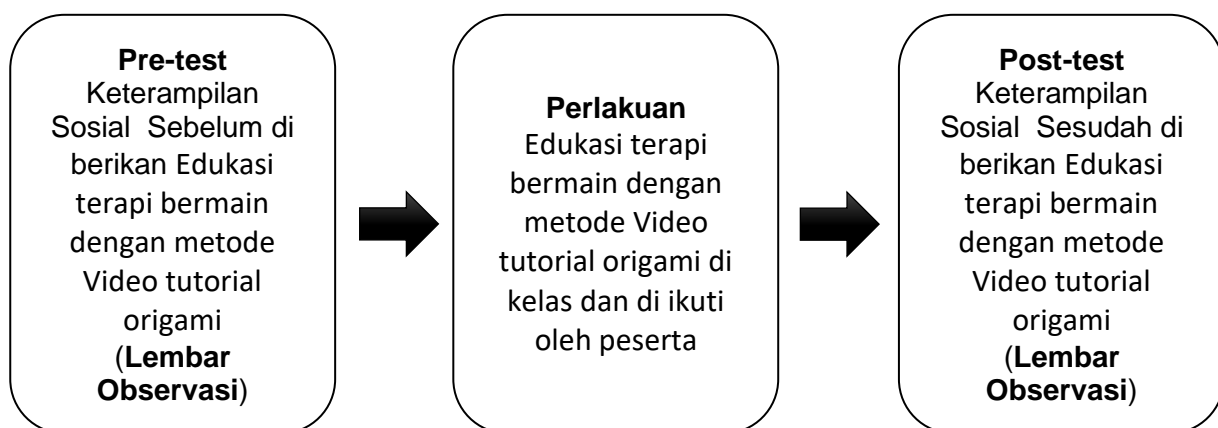 Pre-test
Keterampilan
Sosial  Sebelum di
berikan Edukasi
terapi bermain
dengan metode
Video tutorial
origami
(Lembar
Observasi)
Perlakuan
Edukasi terapi
bermain dengan
metode Video
tutorial origami di
kelas dan di ikuti
oleh peserta
Post-test
Keterampilan
Sosial  Sesudah di
berikan Edukasi
terapi bermain
dengan metode
Video tutorial
origami
(Lembar
Observasi)